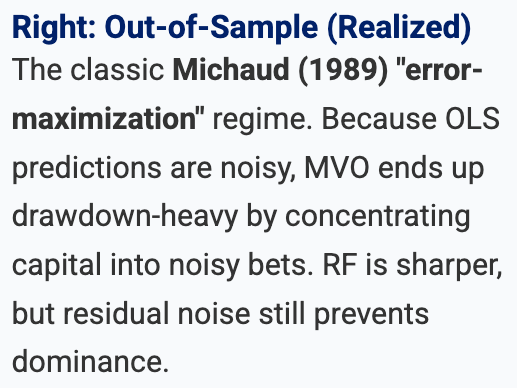 Right: Out-of-Sample (Realized)
The classic Michaud (1989) "error-
maximization" regime. Because OLS
predictions are noisy, MVO ends up
drawdown-heavy by concentrating
capital into noisy bets. RF is sharper,
but residual noise still prevents
dominance.